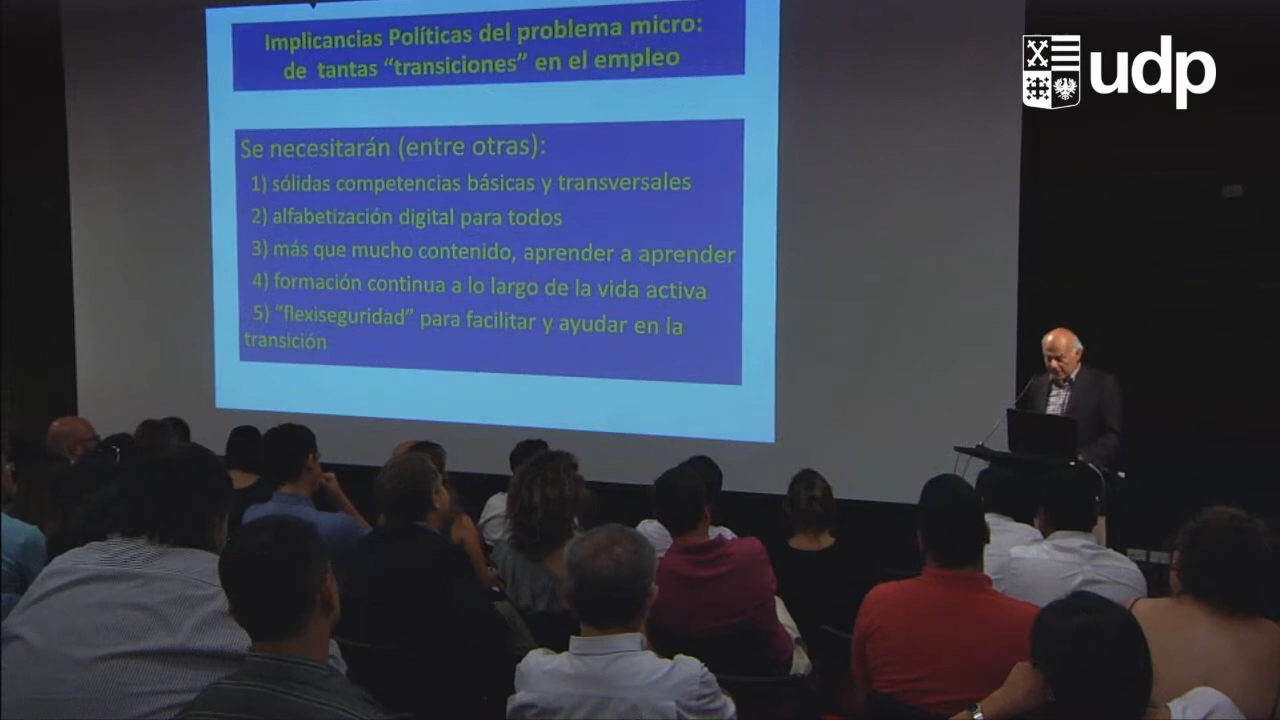 Implicancias Políticas del problema micro:
de tantas “transiciones” en el empleo
Se necesitarán (entre otras):
1) sólidas competencias básicas y transversales
2) alfabetización digital para todos
3) más que mucho contenido, aprender a aprender
4) formación continua a lo largo de la vida activa
5) “flexiseguridad” para facilitar y ayudar en la
transición
udp